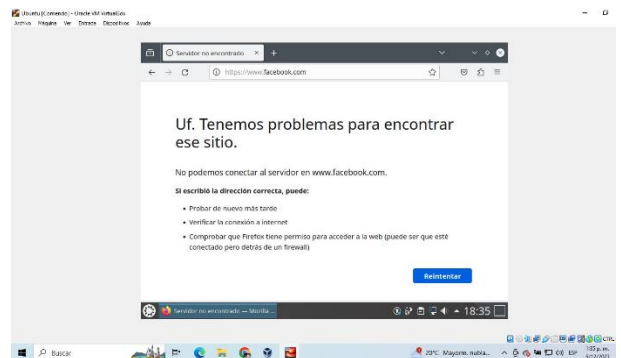 Ubuntu [Corriendo] - Oracle VM VirtualBox
Archivo Máquina Ver Entrada Dispositivos Ayuda
Servidor no encontrado
https://www.facebook.com
Uf. Tenemos problemas para encontrar
ese sitio.
No podemos conectar al servidor en www.facebook.com.
Si escribió la dirección correcta, puede:
• Probar de nuevo más tarde
• Verificar la conexión a internet
• Comprobar que Firefox tiene permiso para acceder a la web (puede ser que esté
conectado pero detrás de un firewall)
Reintentar
Servidor no encontrado — Mozilla ...
18:35
CTRL
Buscar
20°C Mayorm. nubla...
ESP